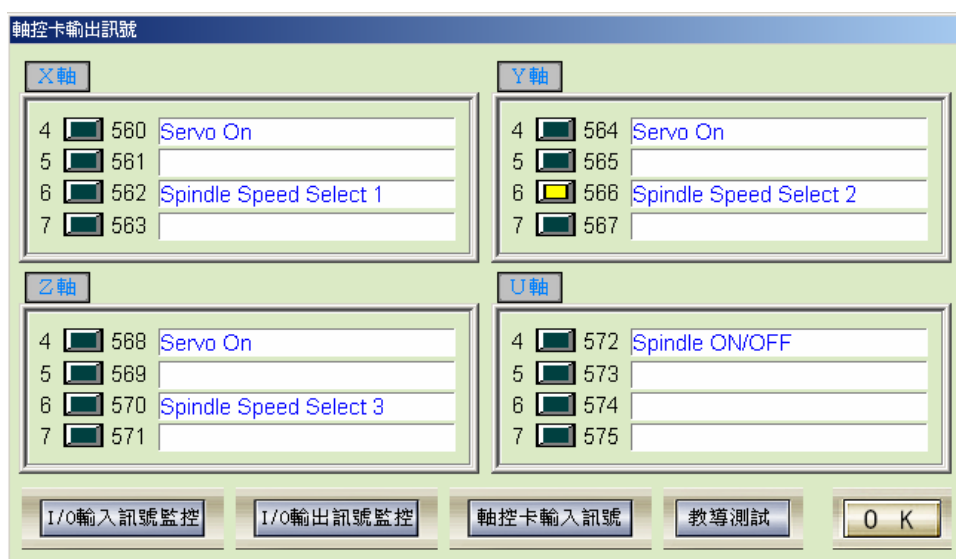 軸控卡輸出訊號
X軸
4 560 Servo On
5 561
6 562 Spindle Speed Select 1
7 563
Y軸
4 564 Servo On
5 565
6 566 Spindle Speed Select 2
7 567
Z軸
4 568 Servo On
5 569
6 570 Spindle Speed Select 3
7 571
U軸
4 572 Spindle ON/OFF
5 573
6 574
7 575
I/O輸入訊號監控
I/O輸出訊號監控
軸控卡輸入訊號
教導測試
O K